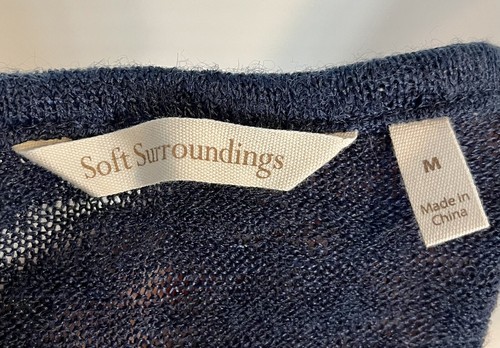 Soft Surroundings
M
Made in
China